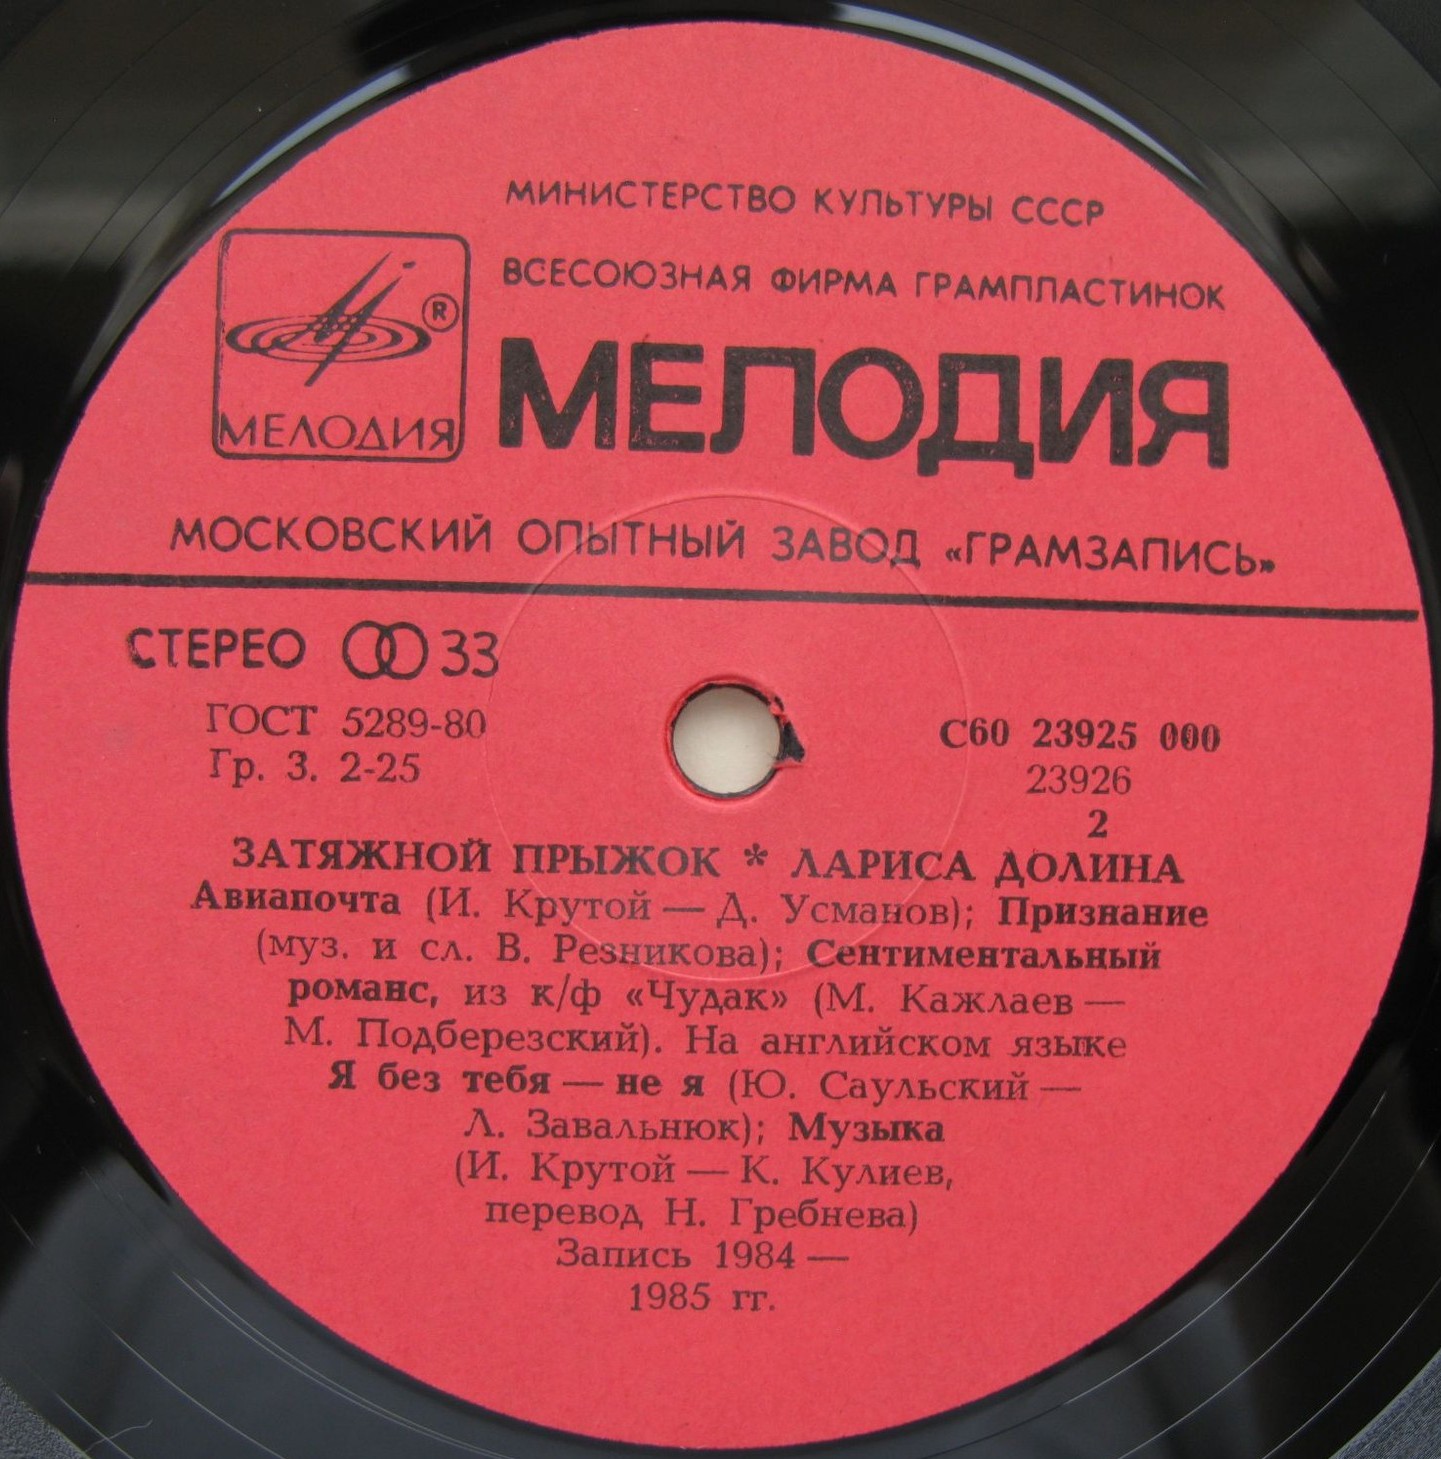 МИНИСТЕРСТВО КУЛЬТУРЫ СССР
ВСЕСОЮЗНАЯ ФИРМА ГРАМПЛАСТИНОК
®
МЕЛОДИЯ
МЕЛОДИЯ
МОСКОВСКИЙ ОПЫТНЫЙ ЗАВОД «ГРАМЗАПИСЬ»
СТЕРЕО 33
ГОСТ 5289-80
Гр. 3. 2-25
С60 23925 000
23926
2
ЗАТЯЖНОЙ ПРЫЖОК * ЛАРИСА ДОЛИНА
Авиапочта (И. Крутой — Д. Усманов); Признание
(муз. и сл. В. Резникова); Сентиментальный
романс, из к/ф «Чудак» (М. Кажлаев —
М. Подберезский). На английском языке
Я без тебя — не я (Ю. Саульский —
Л. Завальнюк); Музыка
(И. Крутой — К. Кулиев,
перевод Н. Гребнева)
Запись 1984 —
1985 гг.